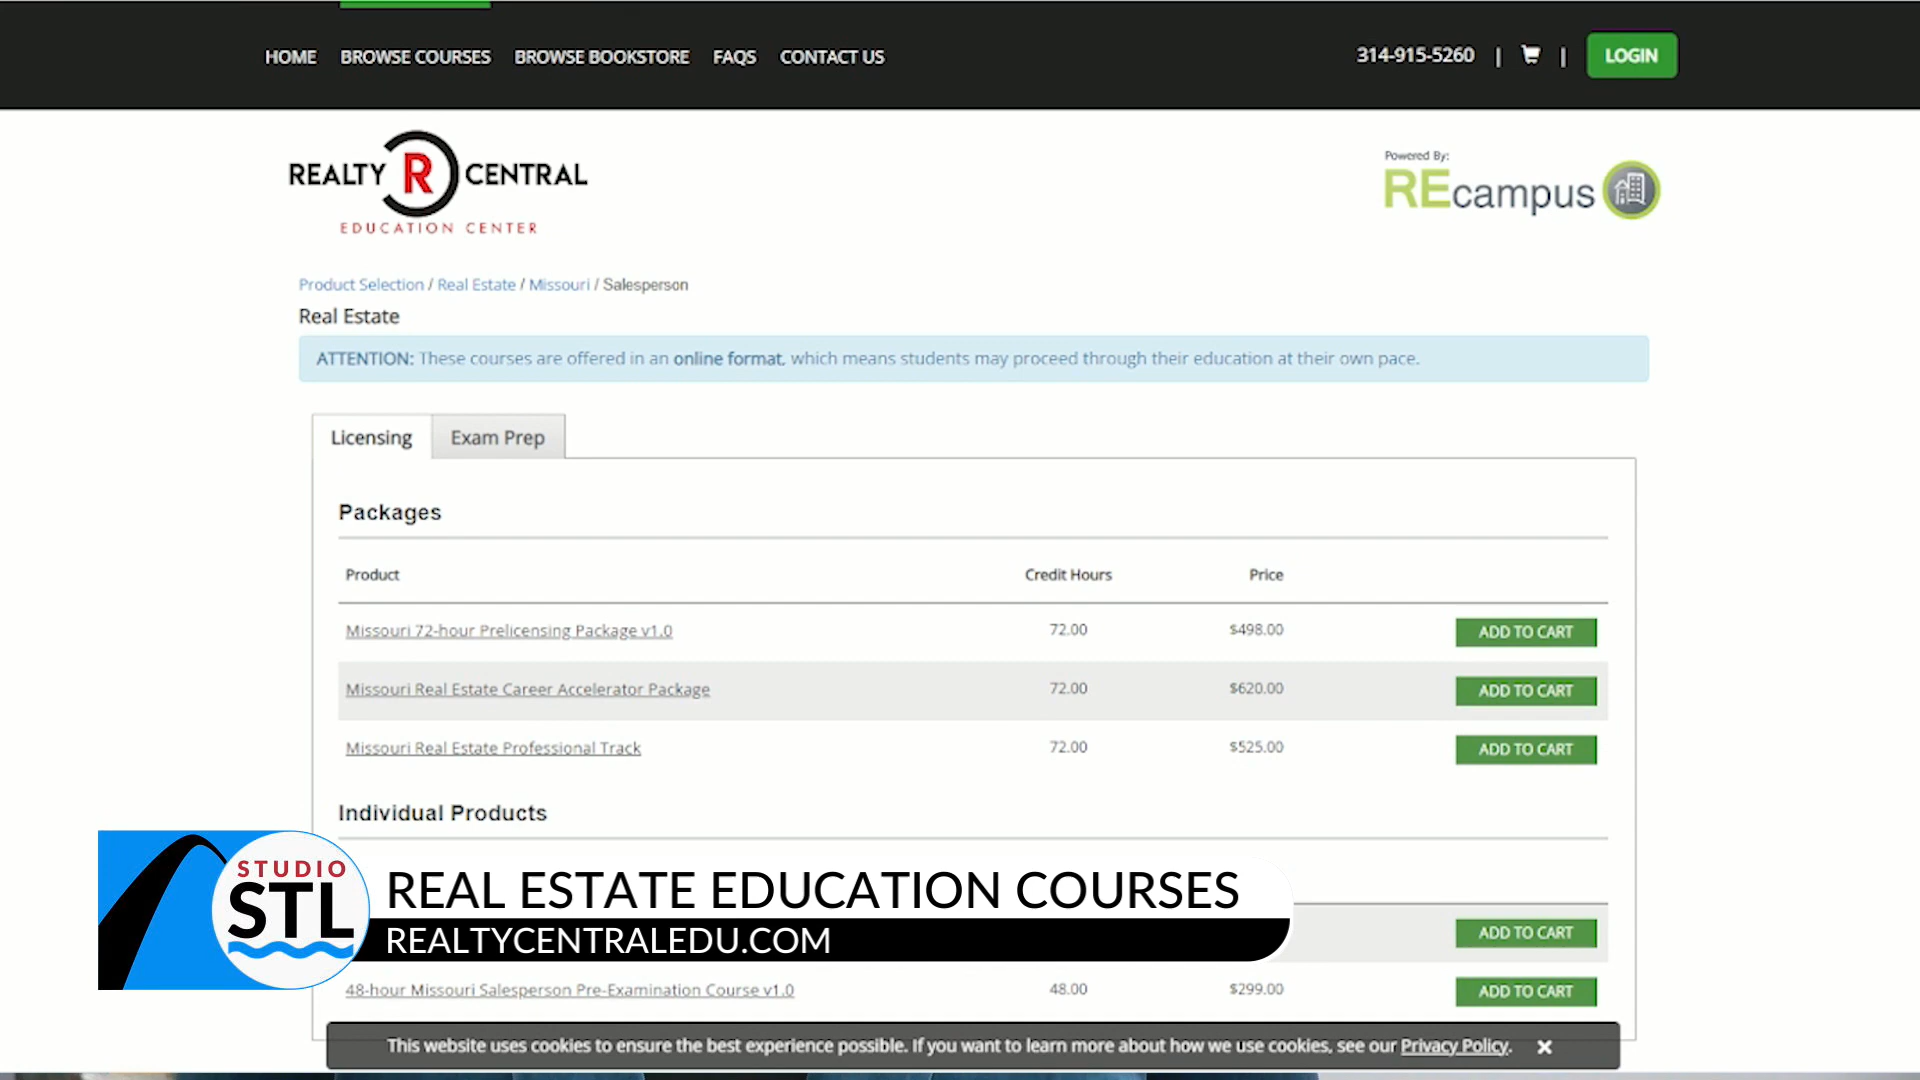 HOME BROWSE COURSES BROWSE BOOKSTORE FAQS CONTACT US 314-915-5260 | | LOGIN
REALTY R CENTRAL
EDUCATION CENTER
Powered By:
REcampus
Product Selection / Real Estate / Missouri / Salesperson
Real Estate
ATTENTION: These courses are offered in an online format, which means students may proceed through their education at their own pace.
Licensing Exam Prep
Packages
Product Credit Hours Price
Missouri 72-hour Prelicensing Package v1.0 72.00 $498.00 ADD TO CART
Missouri Real Estate Career Accelerator Package 72.00 $620.00 ADD TO CART
Missouri Real Estate Professional Track 72.00 $525.00 ADD TO CART
Individual Products
STUDIO
STL
REAL ESTATE EDUCATION COURSES
REALTYCENTRALEDU.COM
ADD TO CART
48-hour Missouri Salesperson Pre-Examination Course v1.0 48.00 $299.00 ADD TO CART
This website uses cookies to ensure the best experience possible. If you want to learn more about how we use cookies, see our Privacy Policy. ×